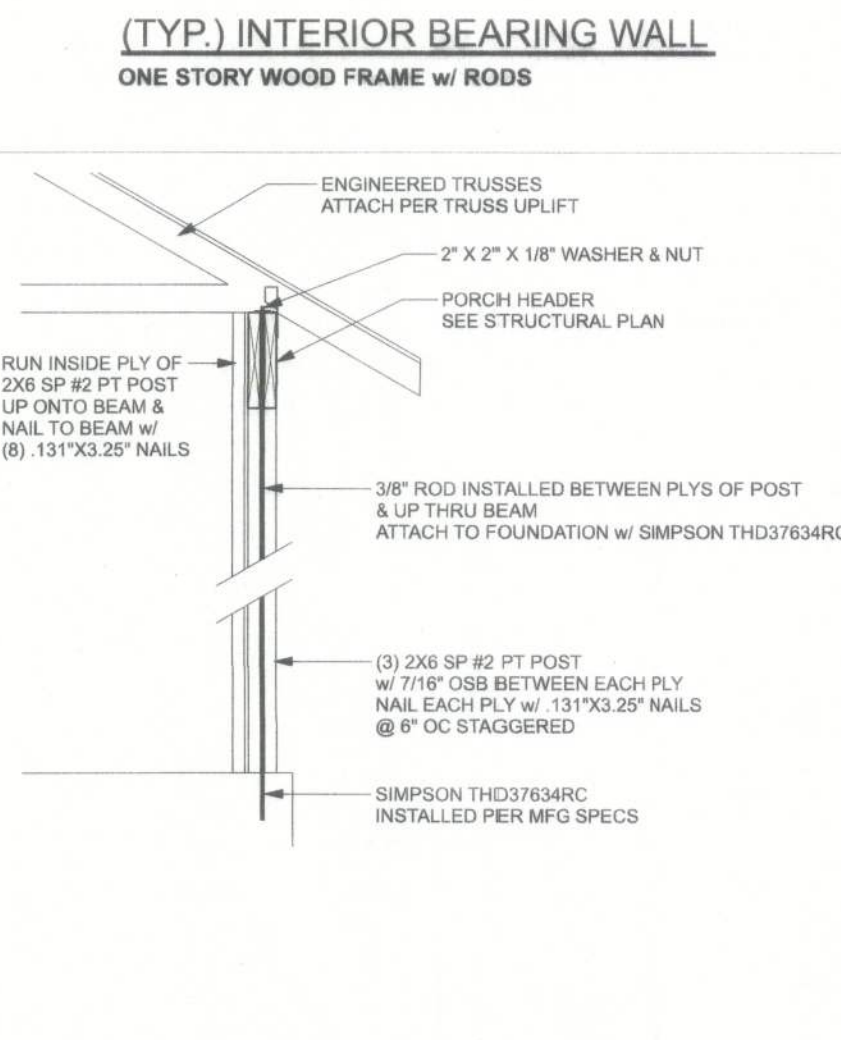 (TYP.) INTERIOR BEARING WALL
ONE STORY WOOD FRAME w/ RODS
ENGINEERED TRUSSES
ATTACH PER TRUSS UPLIFT
2" X 2'" X 1/8" WASHER & NUT
PORCH HEADER
SEE STRUCTURAL PLAN
RUN INSIDE PLY OF
2X6 SP #2 PT POST
UP ONTO BEAM &
NAIL TO BEAM w/
(8) .131"X3.25" NAILS
3/8" ROD INSTALLED BETWEEN PLYS OF POST
& UP THRU BEAM
ATTACH TO FOUNDATION w/ SIMPSON THD37634RC
(3) 2X6 SP #2 PT POST
w/ 7/16" OSB BETWEEN EACH PLY
NAIL EACH PLY w/ .131"X3.25" NAILS
@ 6" OC STAGGERED
SIMPSON THD37634RC
INSTALLED PER MFG SPECS